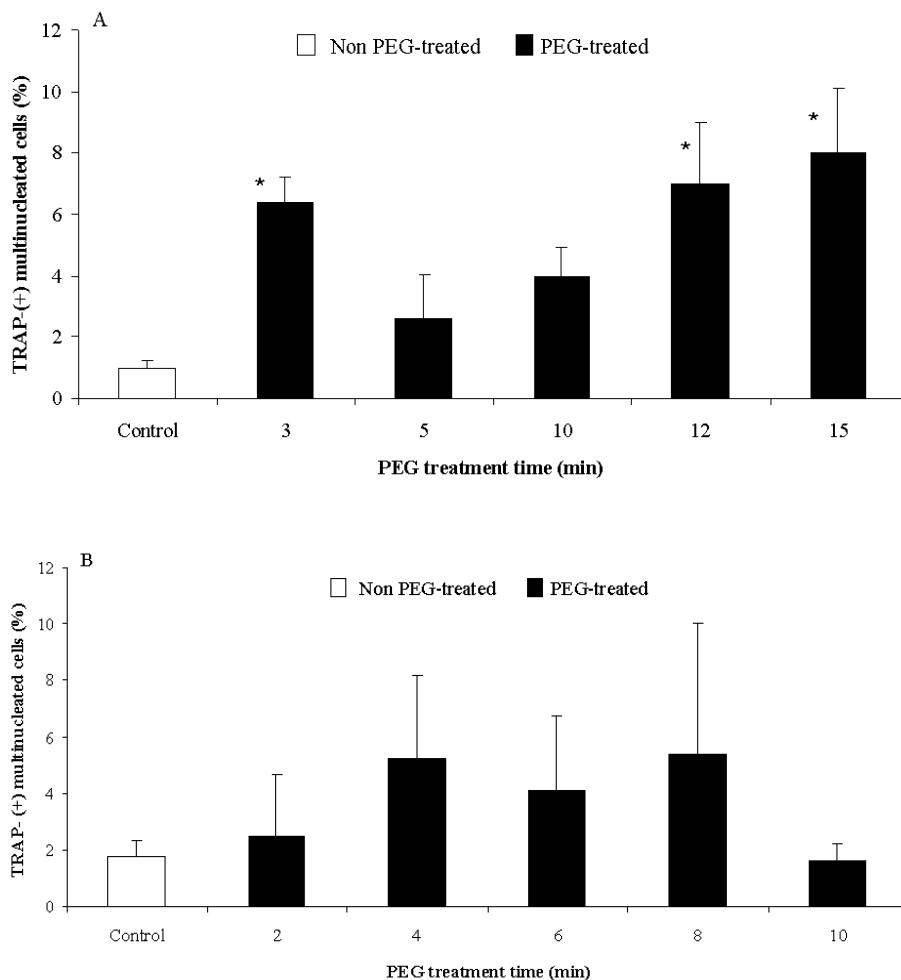 A
Non PEG-treated PEG-treated
TRAP-(+) multinucleated cells (%)
12
10
8
6
4
2
0
* * *
Control 3 5 10 12 15
PEG treatment time (min)
B
Non PEG-treated PEG-treated
TRAP- (+) multinucleated cells (%)
12
10
8
6
4
2
0
Control 2 4 6 8 10
PEG treatment time (min)